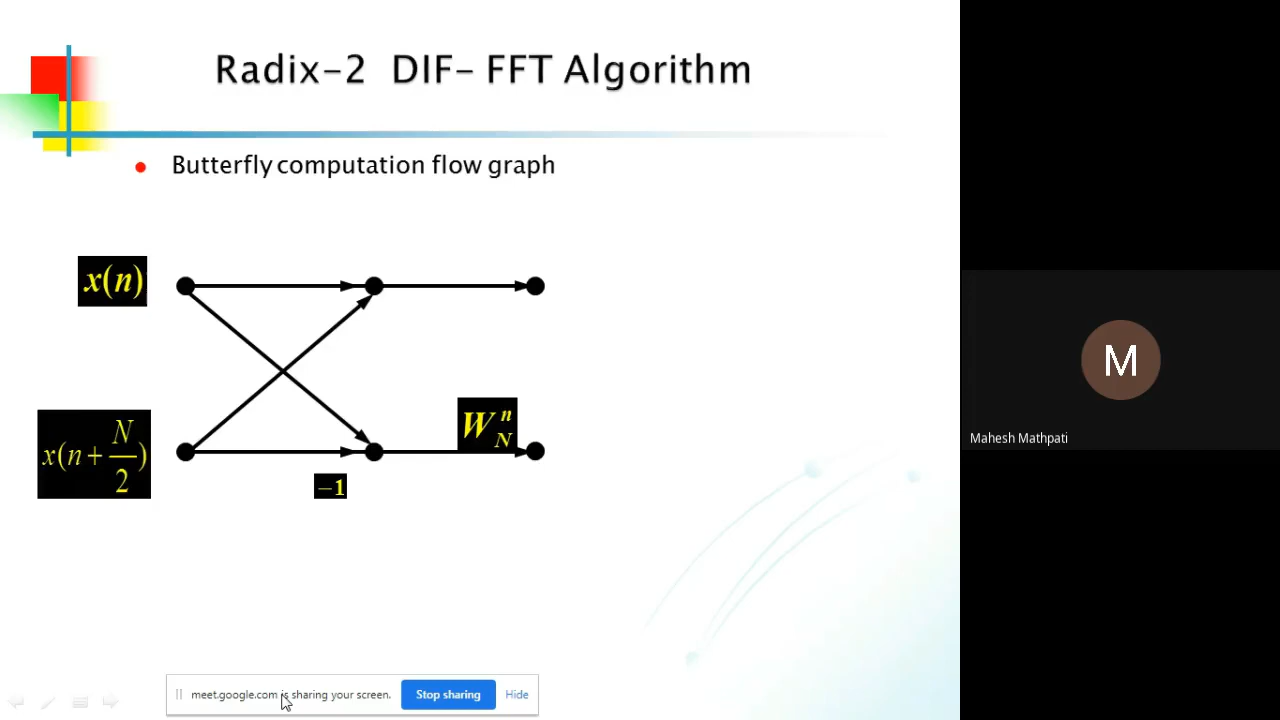 Radix-2 DIF- FFT Algorithm
Butterfly computation flow graph
x(n)
x(n+N/2)
W_N^n
-1
M
Mahesh Mathpati
meet.google.com is sharing your screen. Stop sharing Hide